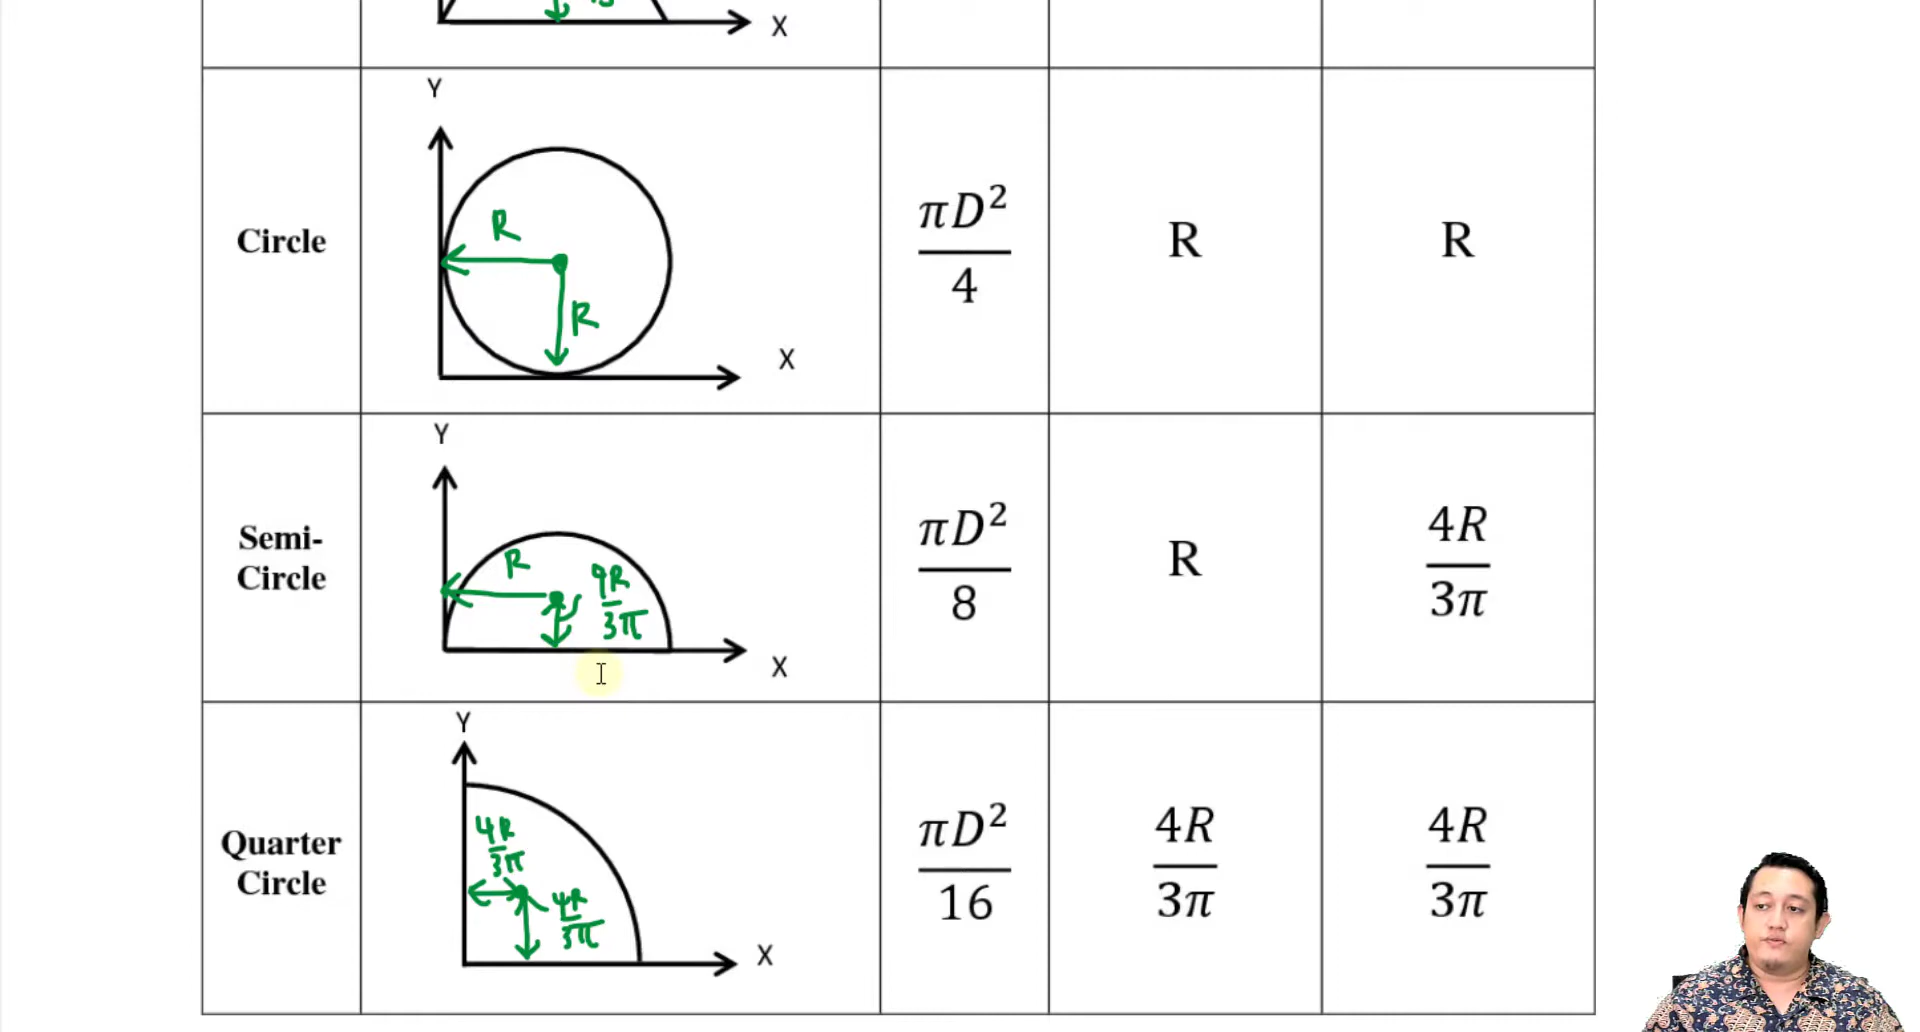 X
Y
R
R
X
Circle
πD²
4
R
R
Y
R
4R
3π
X
Semi-
Circle
πD²
8
R
4R
3π
Y
4R
3π
4R
3π
X
Quarter
Circle
πD²
16
4R
3π
4R
3π